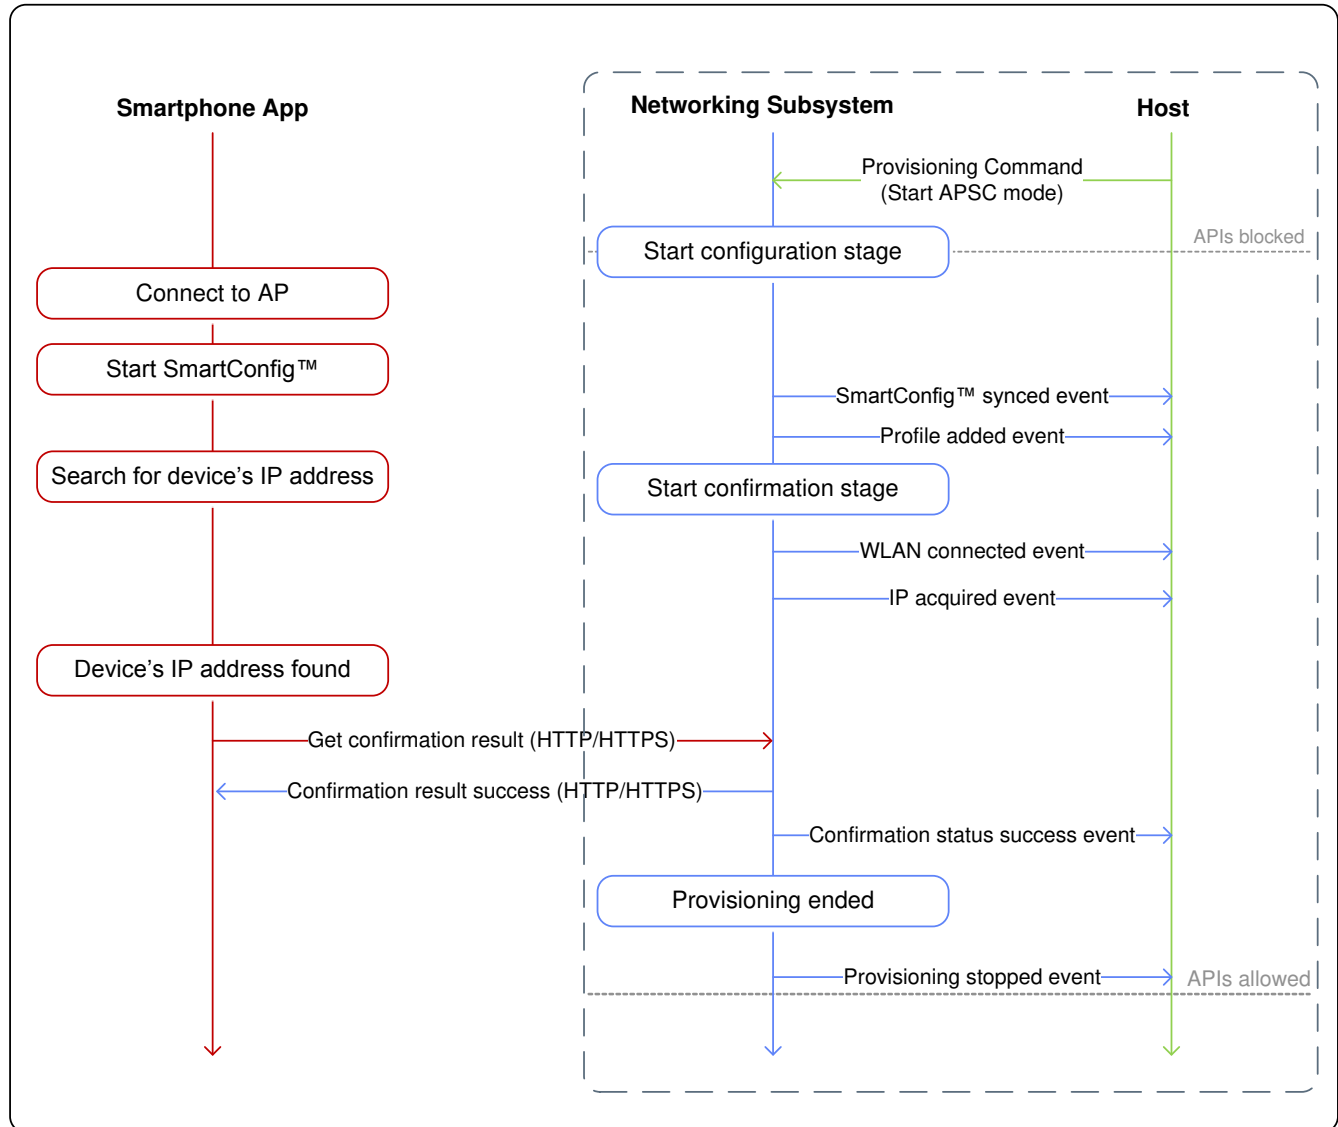 Smartphone App
Networking Subsystem
Host
Provisioning Command
(Start APSC mode)
APIs blocked
Start configuration stage
Connect to AP
Start SmartConfig™
SmartConfig™ synced event
Profile added event
Search for device’s IP address
Start confirmation stage
WLAN connected event
IP acquired event
Device’s IP address found
Get confirmation result (HTTP/HTTPS)
Confirmation result success (HTTP/HTTPS)
Confirmation status success event
Provisioning ended
Provisioning stopped event
APIs allowed